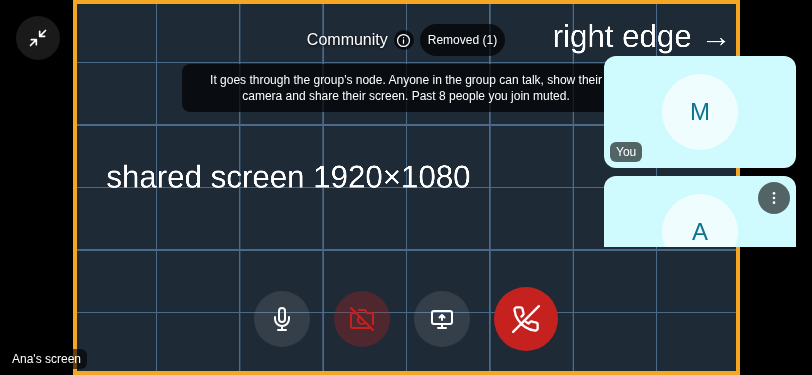 Community
Removed (1)
right edge →
It goes through the group's node. Anyone in the group can talk, show their
camera and share their screen. Past 8 people you join muted.
M
You
shared screen 1920×1080
A
Ana's screen